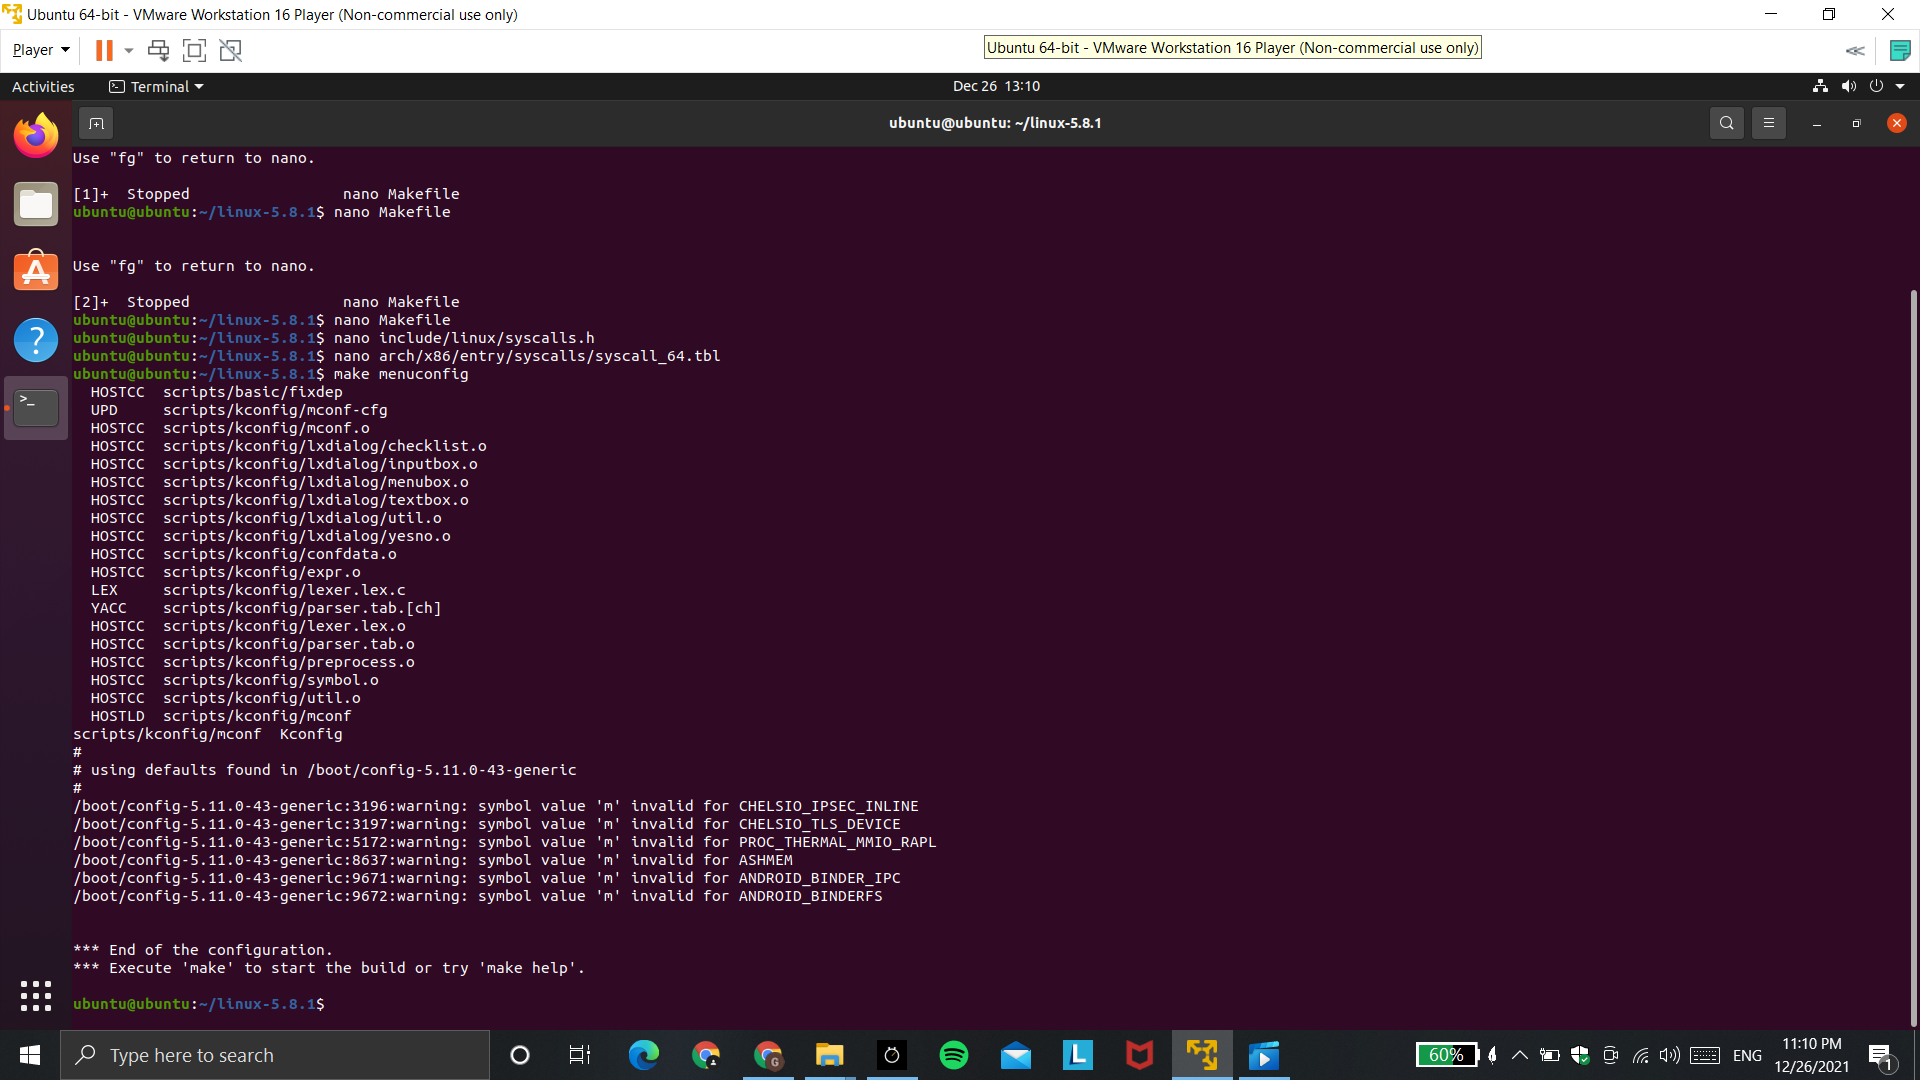 Ubuntu 64-bit - VMware Workstation 16 Player (Non-commercial use only)
Player
Ubuntu 64-bit - VMware Workstation 16 Player (Non-commercial use only)
Activities
Terminal
Dec 26 13:10
ubuntu@ubuntu: ~/linux-5.8.1
Use "fg" to return to nano.
[1]+  Stopped                 nano Makefile
ubuntu@ubuntu:~/linux-5.8.1$ nano Makefile
Use "fg" to return to nano.
[2]+  Stopped                 nano Makefile
ubuntu@ubuntu:~/linux-5.8.1$ nano Makefile
ubuntu@ubuntu:~/linux-5.8.1$ nano include/linux/syscalls.h
ubuntu@ubuntu:~/linux-5.8.1$ nano arch/x86/entry/syscalls/syscall_64.tbl
ubuntu@ubuntu:~/linux-5.8.1$ make menuconfig
  HOSTCC  scripts/basic/fixdep
  UPD     scripts/kconfig/mconf-cfg
  HOSTCC  scripts/kconfig/mconf.o
  HOSTCC  scripts/kconfig/lxdialog/checklist.o
  HOSTCC  scripts/kconfig/lxdialog/inputbox.o
  HOSTCC  scripts/kconfig/lxdialog/menubox.o
  HOSTCC  scripts/kconfig/lxdialog/textbox.o
  HOSTCC  scripts/kconfig/lxdialog/util.o
  HOSTCC  scripts/kconfig/lxdialog/yesno.o
  HOSTCC  scripts/kconfig/confdata.o
  HOSTCC  scripts/kconfig/expr.o
  LEX     scripts/kconfig/lexer.lex.c
  YACC    scripts/kconfig/parser.tab.[ch]
  HOSTCC  scripts/kconfig/lexer.lex.o
  HOSTCC  scripts/kconfig/parser.tab.o
  HOSTCC  scripts/kconfig/preprocess.o
  HOSTCC  scripts/kconfig/symbol.o
  HOSTCC  scripts/kconfig/util.o
  HOSTLD  scripts/kconfig/mconf
scripts/kconfig/mconf  Kconfig
#
# using defaults found in /boot/config-5.11.0-43-generic
#
/boot/config-5.11.0-43-generic:3196:warning: symbol value 'm' invalid for CHELSIO_IPSEC_INLINE
/boot/config-5.11.0-43-generic:3197:warning: symbol value 'm' invalid for CHELSIO_TLS_DEVICE
/boot/config-5.11.0-43-generic:5172:warning: symbol value 'm' invalid for PROC_THERMAL_MMIO_RAPL
/boot/config-5.11.0-43-generic:8637:warning: symbol value 'm' invalid for ASHMEM
/boot/config-5.11.0-43-generic:9671:warning: symbol value 'm' invalid for ANDROID_BINDER_IPC
/boot/config-5.11.0-43-generic:9672:warning: symbol value 'm' invalid for ANDROID_BINDERFS
*** End of the configuration.
*** Execute 'make' to start the build or try 'make help'.
ubuntu@ubuntu:~/linux-5.8.1$
Type here to search
60%
ENG
11:10 PM
12/26/2021
1